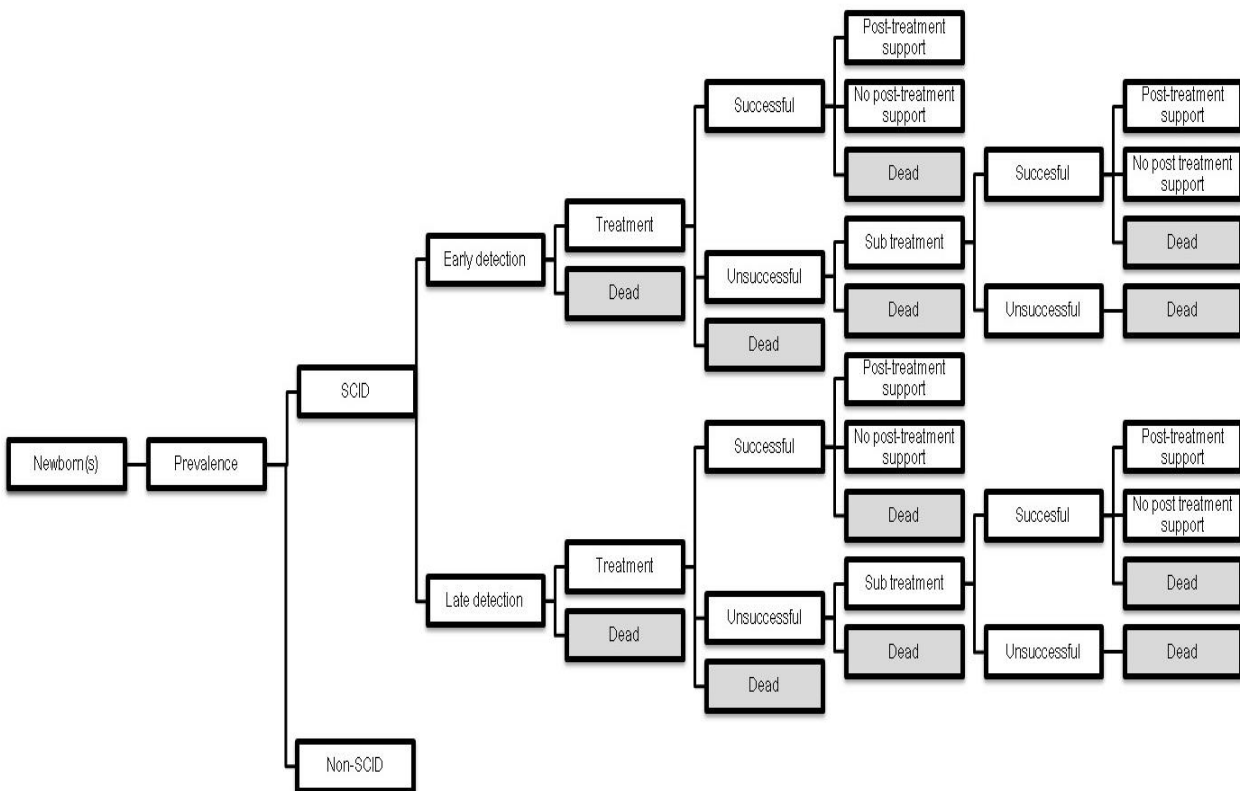 Post-treatment
support
Successful
No post-treatment
support
Post-treatment
support
Dead
Succesful
No post treatment
support
Treatment
Sub treatment
Dead
Early detection
Unsuccessful
Dead
Dead
Unsuccessful
Dead
Dead
Post-treatment
support
SCID
Successful
No post-treatment
support
Post-treatment
support
Newborn(s)
Prevalence
Dead
Succesful
No post treatment
support
Treatment
Sub treatment
Dead
Late detection
Unsuccessful
Dead
Dead
Unsuccessful
Dead
Dead
Non-SCID